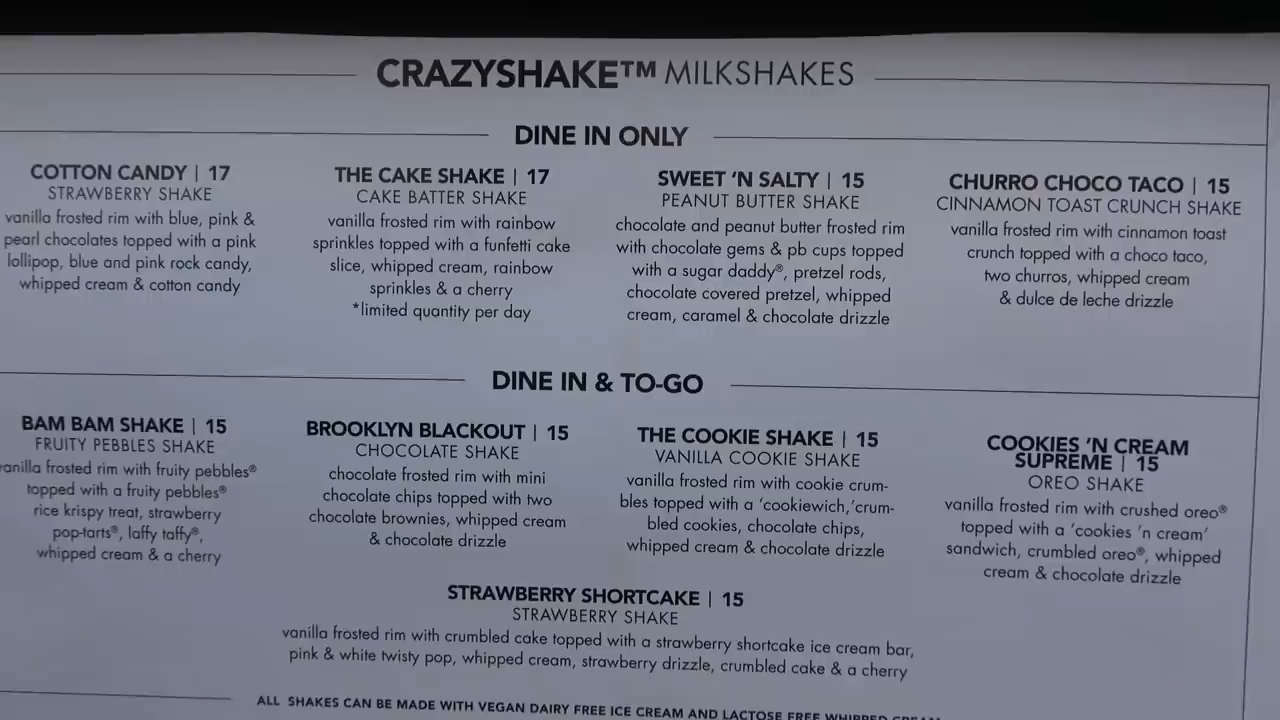 CRAZYSHAKE™ MILKSHAKES
DINE IN ONLY
COTTON CANDY | 17
STRAWBERRY SHAKE
vanilla frosted rim with blue, pink &
pearl chocolates topped with a pink
lollipop, blue and pink rock candy,
whipped cream & cotton candy
THE CAKE SHAKE | 17
CAKE BATTER SHAKE
vanilla frosted rim with rainbow
sprinkles topped with a funfetti cake
slice, whipped cream, rainbow
sprinkles & a cherry
*limited quantity per day
SWEET 'N SALTY | 15
PEANUT BUTTER SHAKE
chocolate and peanut butter frosted rim
with chocolate gems & pb cups topped
with a sugar daddy®, pretzel rods,
chocolate covered pretzel, whipped
cream, caramel & chocolate drizzle
CHURRO CHOCO TACO | 15
CINNAMON TOAST CRUNCH SHAKE
vanilla frosted rim with cinnamon toast
crunch topped with a choco taco,
two churros, whipped cream
& dulce de leche drizzle
DINE IN & TO-GO
BAM BAM SHAKE | 15
FRUITY PEBBLES SHAKE
vanilla frosted rim with fruity pebbles®
topped with a fruity pebbles®
rice krispy treat, strawberry
pop-tarts®, laffy taffy®,
whipped cream & a cherry
BROOKLYN BLACKOUT | 15
CHOCOLATE SHAKE
chocolate frosted rim with mini
chocolate chips topped with two
chocolate brownies, whipped cream
& chocolate drizzle
THE COOKIE SHAKE | 15
VANILLA COOKIE SHAKE
vanilla frosted rim with cookie crum-
bles topped with a 'cookiewich,'crum-
bled cookies, chocolate chips,
whipped cream & chocolate drizzle
COOKIES 'N CREAM
SUPREME | 15
OREO SHAKE
vanilla frosted rim with crushed oreo®
topped with a 'cookies 'n cream'
sandwich, crumbled oreo®, whipped
cream & chocolate drizzle
STRAWBERRY SHORTCAKE | 15
STRAWBERRY SHAKE
vanilla frosted rim with crumbled cake topped with a strawberry shortcake ice cream bar,
pink & white twisty pop, whipped cream, strawberry drizzle, crumbled cake & a cherry
ALL SHAKES CAN BE MADE WITH VEGAN DAIRY FREE ICE CREAM AND LACTOSE FREE WHIPPED CREAM